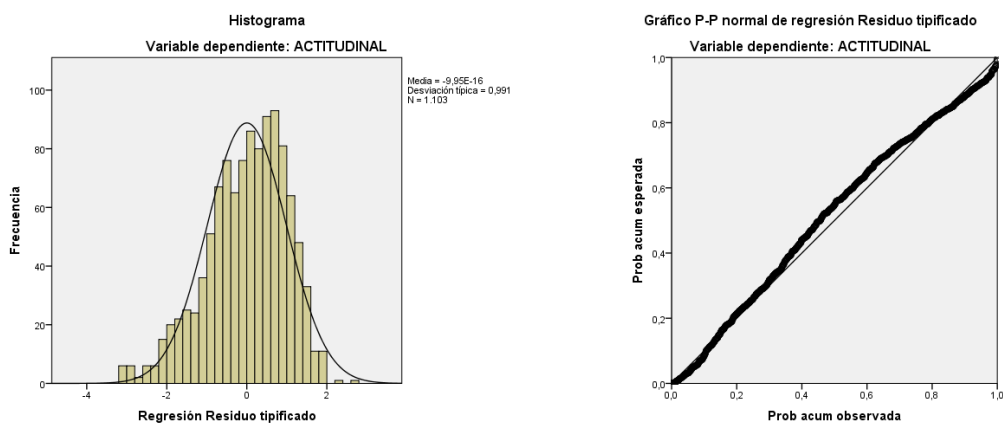 Histograma
Variable dependiente: ACTITUDINAL
Media = -9,95E-16
Desviación típica = 0,991
N = 1.103
Frecuencia
100
80
60
40
20
0
-4 -2 0 2
Regresión Residuo tipificado
Gráfico P-P normal de regresión Residuo tipificado
Variable dependiente: ACTITUDINAL
Prob acum esperada
1,0
0,8
0,6
0,4
0,2
0,0
0,0 0,2 0,4 0,6 0,8 1,0
Prob acum observada